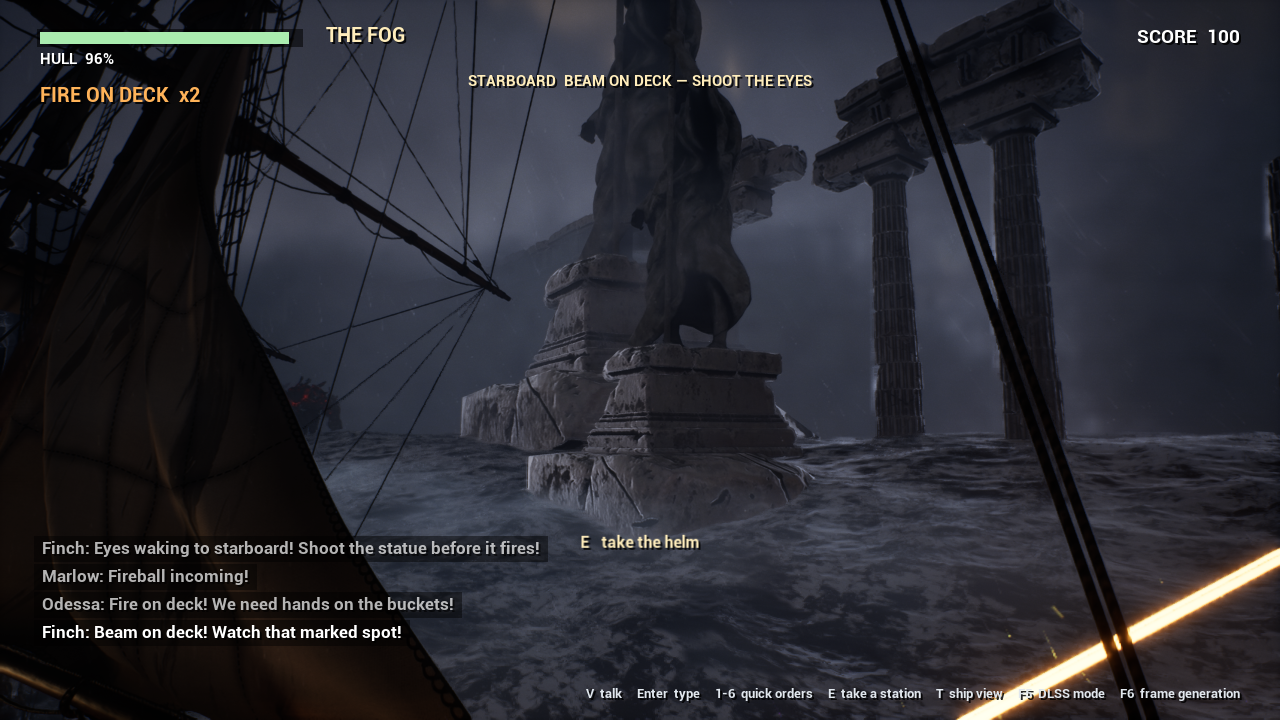 THE FOG
SCORE 100
HULL 96%
STARBOARD BEAM ON DECK — SHOOT THE EYES
FIRE ON DECK x2
E take the helm
Finch: Eyes waking to starboard! Shoot the statue before it fires!
Marlow: Fireball incoming!
Odessa: Fire on deck! We need hands on the buckets!
Finch: Beam on deck! Watch that marked spot!
V talk Enter type 1-6 quick orders E take a station T ship view F5 DLSS mode F6 frame generation